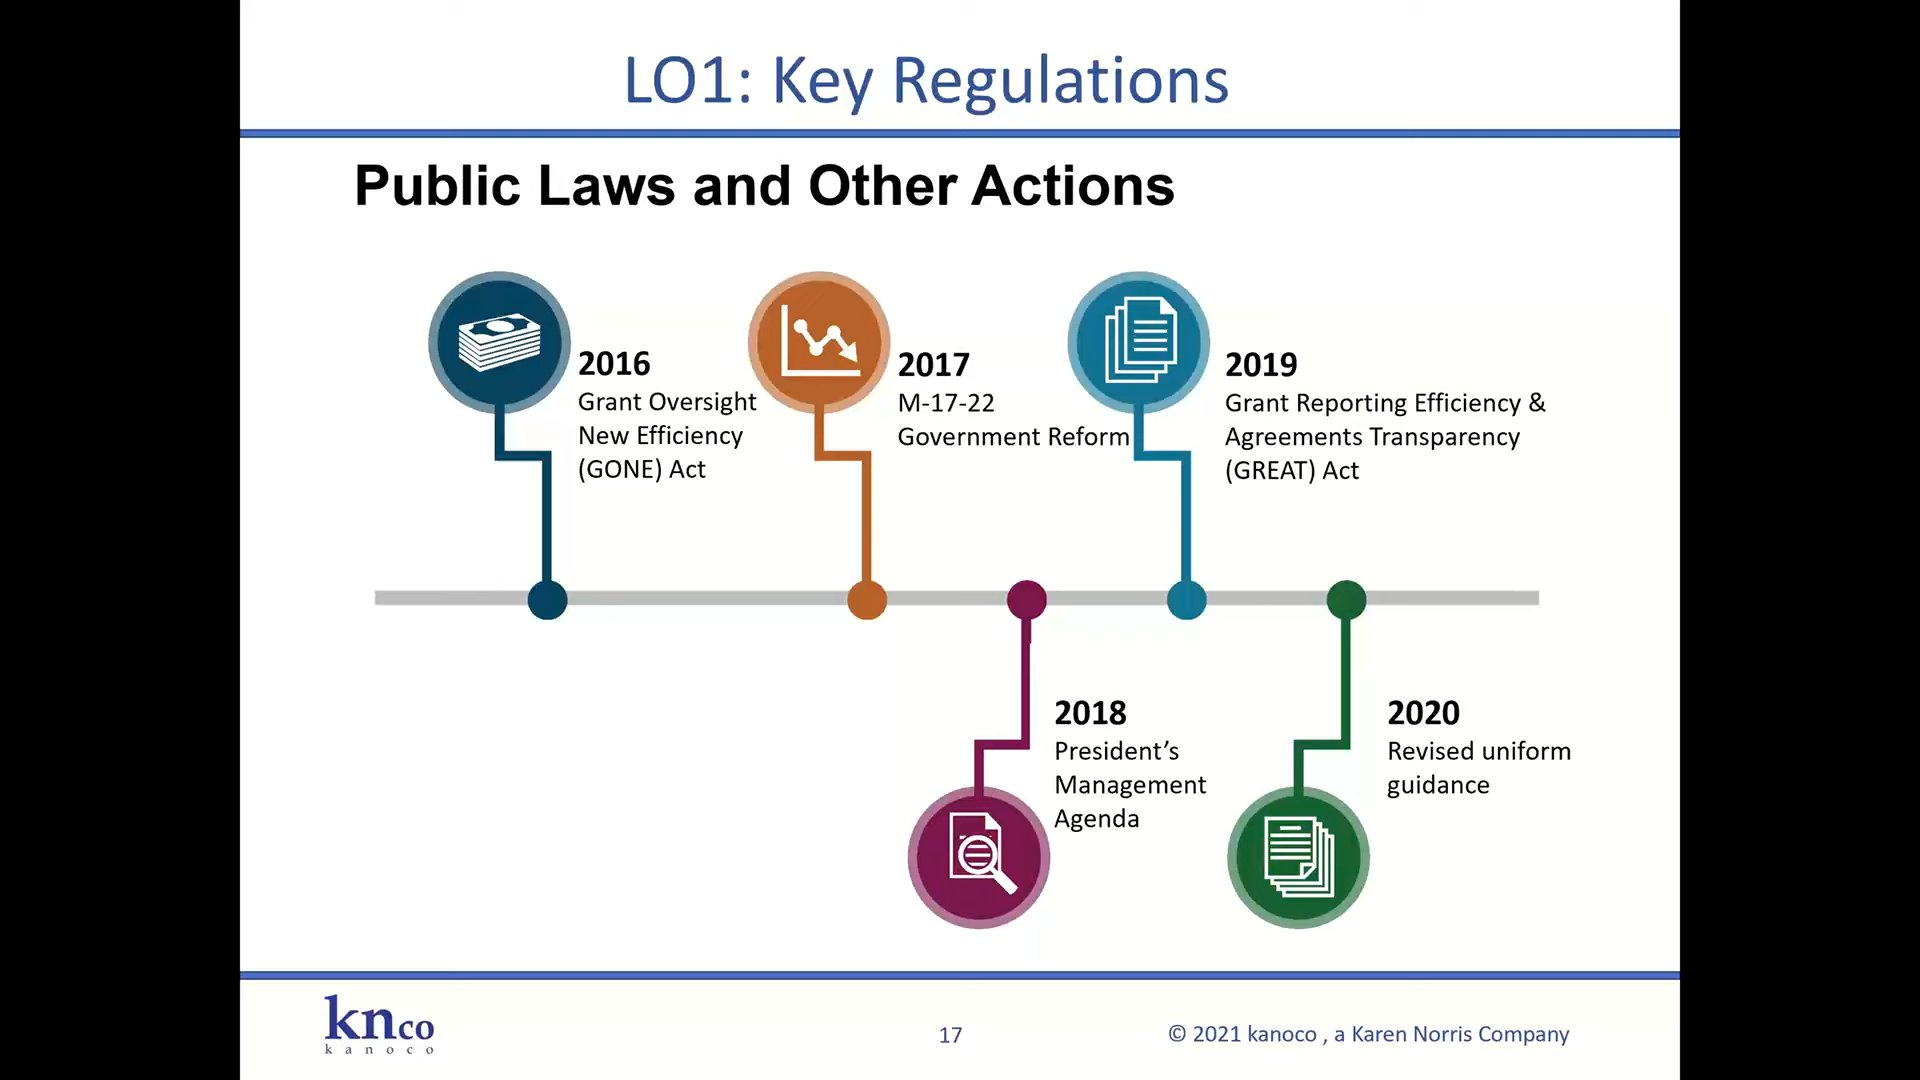 LO1: Key Regulations
Public Laws and Other Actions
2016
Grant Oversight
New Efficiency
(GONE) Act
2017
M-17-22
Government Reform
2019
Grant Reporting Efficiency &
Agreements Transparency
(GREAT) Act
2018
President’s
Management
Agenda
2020
Revised uniform
guidance
knco
kanoco
17
© 2021 kanoco , a Karen Norris Company